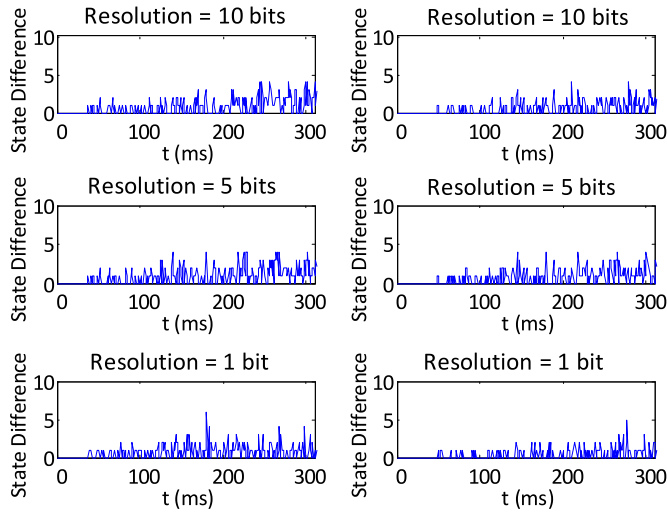 Resolution = 10 bits
State Difference
10
5
0
0 100 200 300
t (ms)
Resolution = 10 bits
State Difference
10
5
0
0 100 200 300
t (ms)
Resolution = 5 bits
State Difference
10
5
0
0 100 200 300
t (ms)
Resolution = 5 bits
State Difference
10
5
0
0 100 200 300
t (ms)
Resolution = 1 bit
State Difference
10
5
0
0 100 200 300
t (ms)
Resolution = 1 bit
State Difference
10
5
0
0 100 200 300
t (ms)